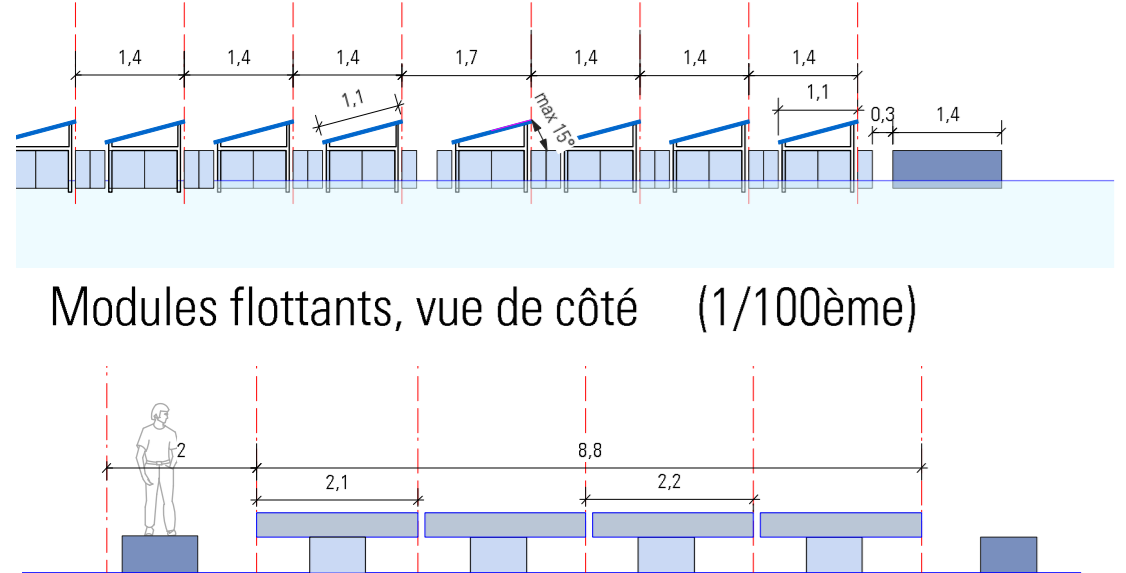 1,4 1,4 1,4 1,7 1,4 1,4 1,4
1,1 max 15° 1,1
0,3 1,4
Modules flottants, vue de côté (1/100ème)
2 8,8
2,1 2,2